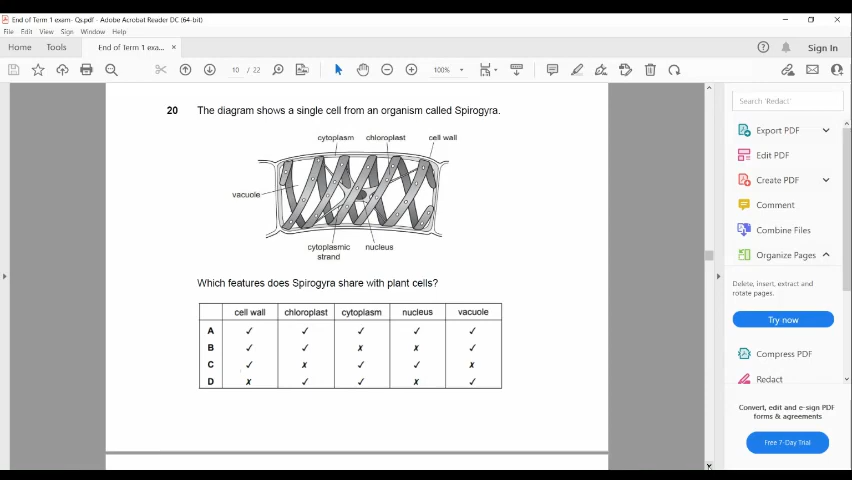 End of Term 1 exam- Qs.pdf - Adobe Acrobat Reader DC (64-bit)
File Edit View Sign Window Help
Home Tools End of Term 1 exa... × Sign In
10 / 22 100%
20 The diagram shows a single cell from an organism called Spirogyra.
cytoplasm chloroplast cell wall
vacuole
cytoplasmic strand nucleus
Which features does Spirogyra share with plant cells?
cell wall chloroplast cytoplasm nucleus vacuole
A ✓ ✓ ✓ ✓ ✓
B ✓ ✓ ✗ ✗ ✓
C ✓ ✗ ✓ ✓ ✗
D ✗ ✓ ✓ ✗ ✓
Search 'Redact'
Export PDF
Edit PDF
Create PDF
Comment
Combine Files
Organize Pages
Delete, insert, extract and
rotate pages.
Try now
Compress PDF
Redact
Convert, edit and e-sign PDF
forms & agreements
Free 7-Day Trial